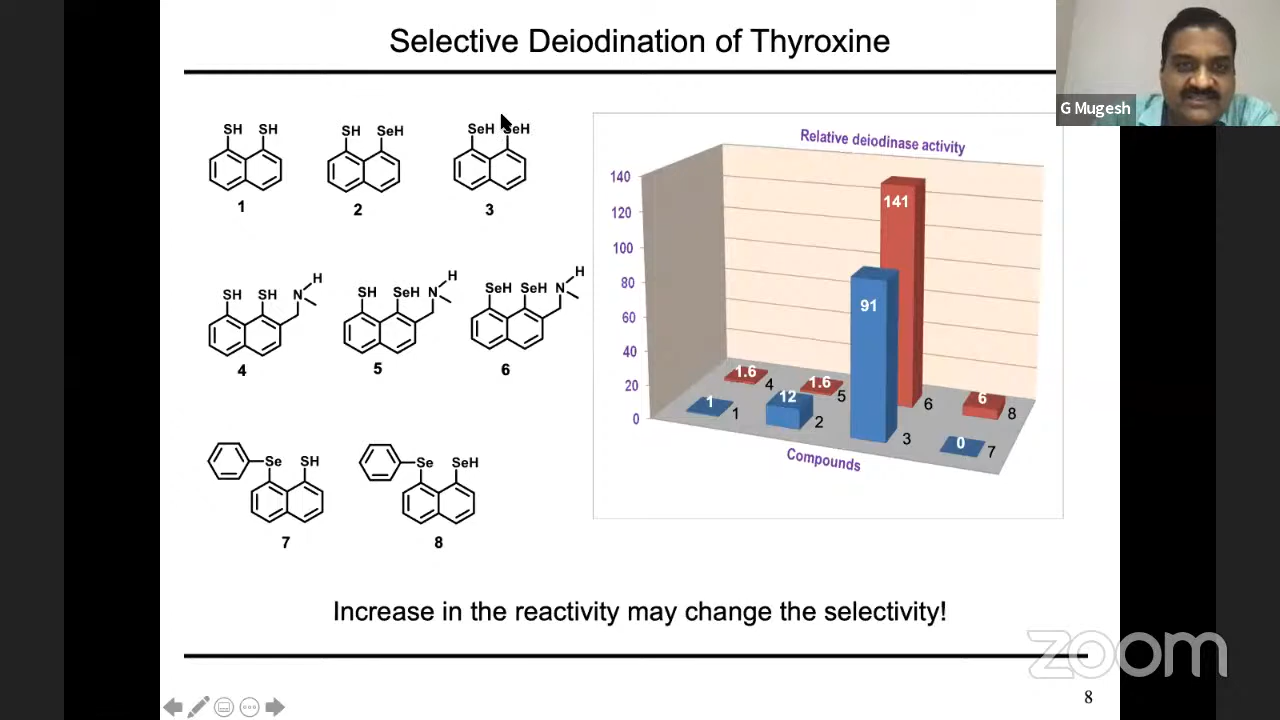 Selective Deiodination of Thyroxine
G Mugesh
SH SH
SH SeH
SeH SeH
1
2
3
H
SH SH N
4
H
SH SeH N
5
H
SeH SeH N
6
Se SH
7
Se SeH
8
Relative deiodinase activity
140
120
100
80
60
40
20
0
141
91
1.6
4
1.6
5
6
6
8
1
1
12
2
3
0
7
Compounds
Increase in the reactivity may change the selectivity!
zoom
8